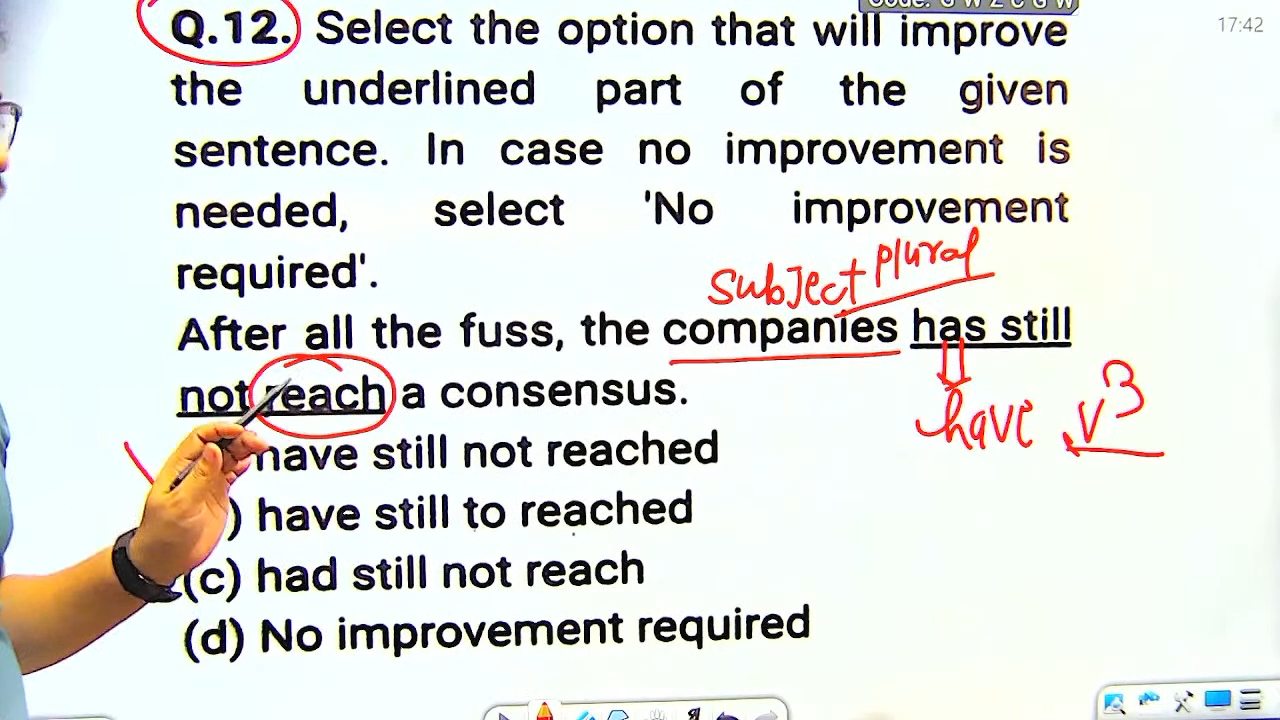 Code: G W Z C G W
17:42
Q.12. Select the option that will improve
the underlined part of the given
sentence. In case no improvement is
needed, select 'No improvement
required'.
subject plural
After all the fuss, the companies has still
not reach a consensus.
have v3
have still not reached
) have still to reached
(c) had still not reach
(d) No improvement required